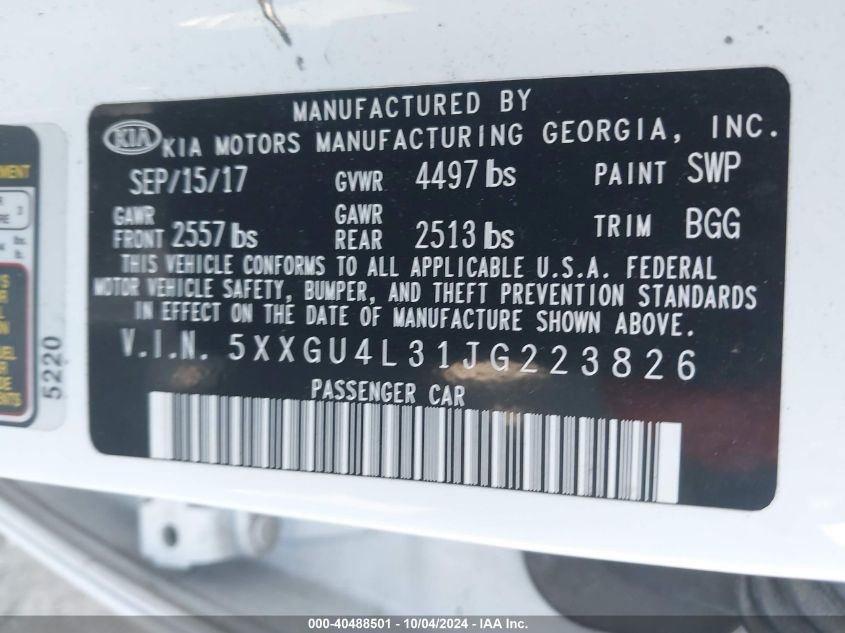 MANUFACTURED BY
KIA KIA MOTORS MANUFACTURING GEORGIA, INC.
SEP/15/17 GVWR 4497 lbs PAINT SWP
GAWR FRONT 2557 lbs GAWR REAR 2513 lbs TRIM BGG
THIS VEHICLE CONFORMS TO ALL APPLICABLE U.S.A. FEDERAL
MOTOR VEHICLE SAFETY, BUMPER, AND THEFT PREVENTION STANDARDS
IN EFFECT ON THE DATE OF MANUFACTURE SHOWN ABOVE.
V.I.N. 5XXGU4L31JG223826
PASSENGER CAR
5220
000-40488501 - 10/04/2024 - IAA Inc.